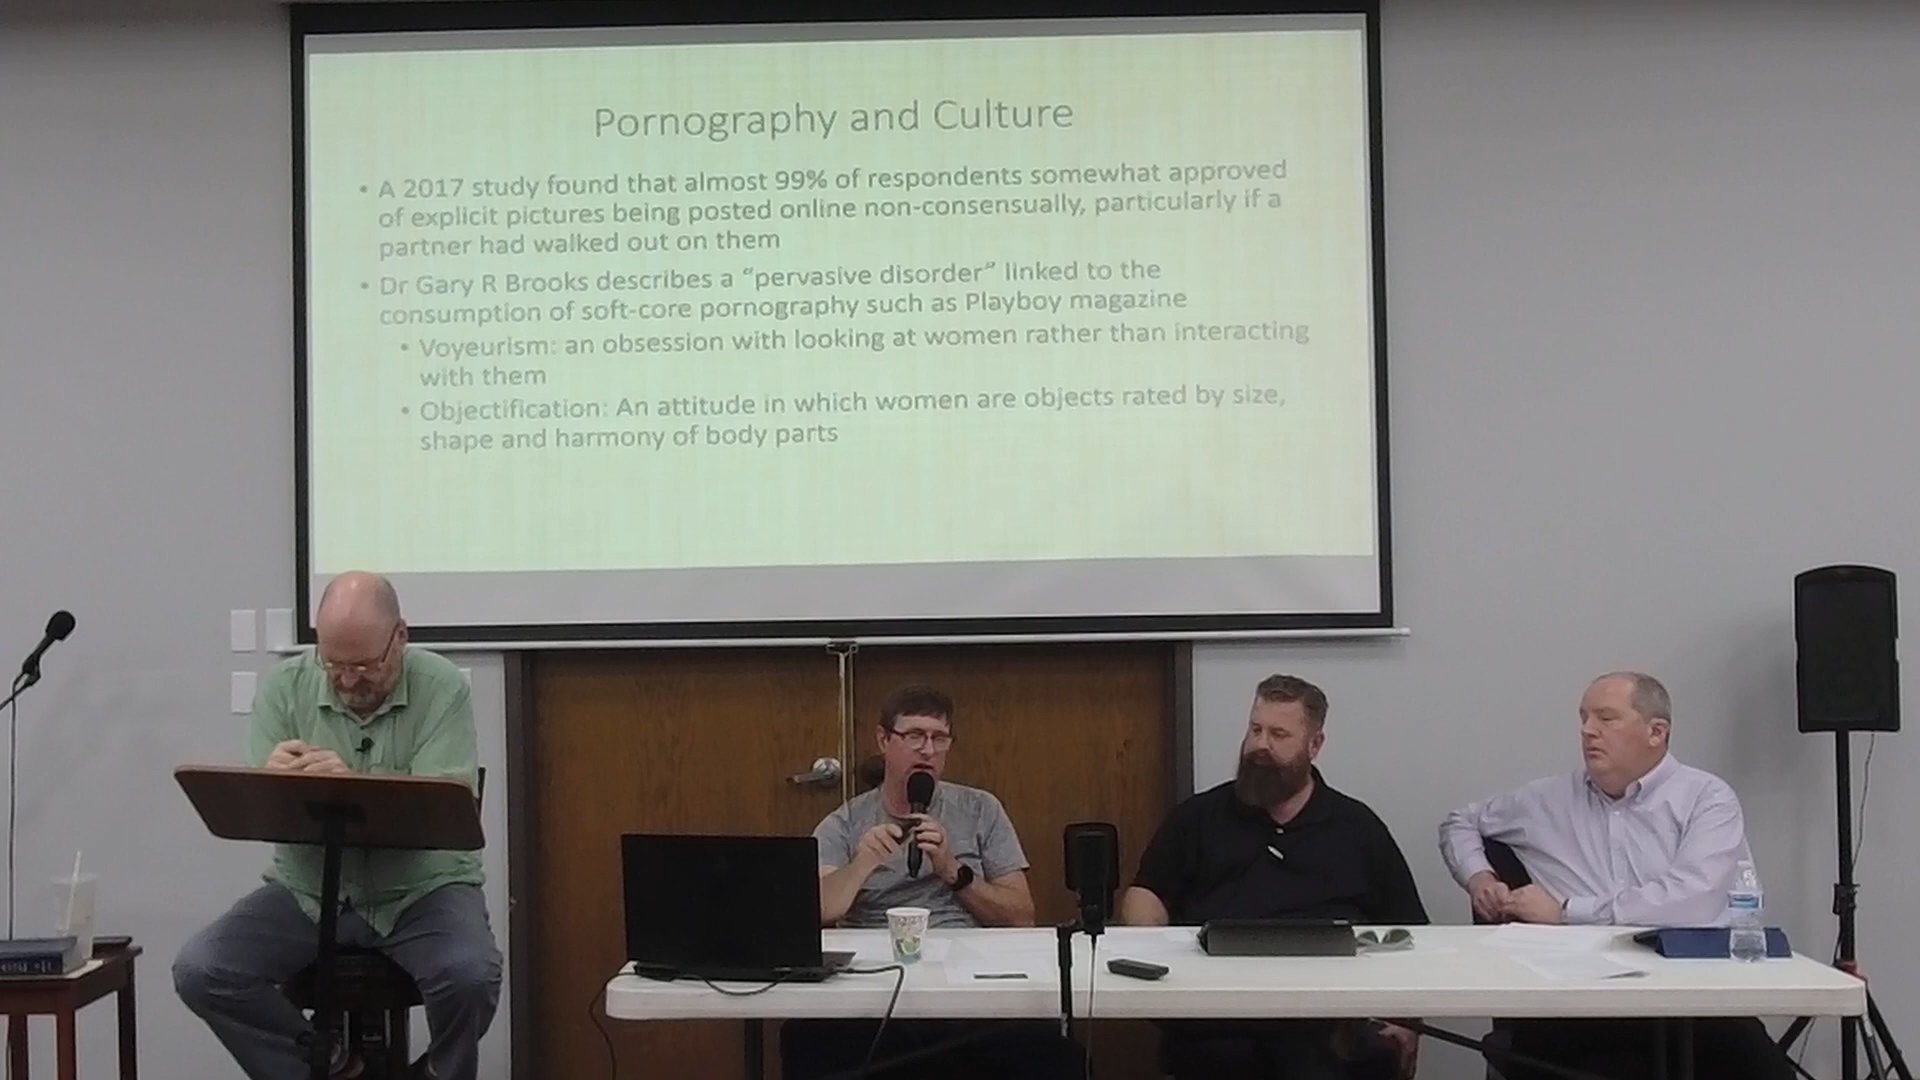 Pornography and Culture
• A 2017 study found that almost 99% of respondents somewhat approved
of explicit pictures being posted online non-consensually, particularly if a
partner had walked out on them
• Dr Gary R Brooks describes a “pervasive disorder” linked to the
consumption of soft-core pornography such as Playboy magazine
• Voyeurism: an obsession with looking at women rather than interacting
with them
• Objectification: An attitude in which women are objects rated by size,
shape and harmony of body parts